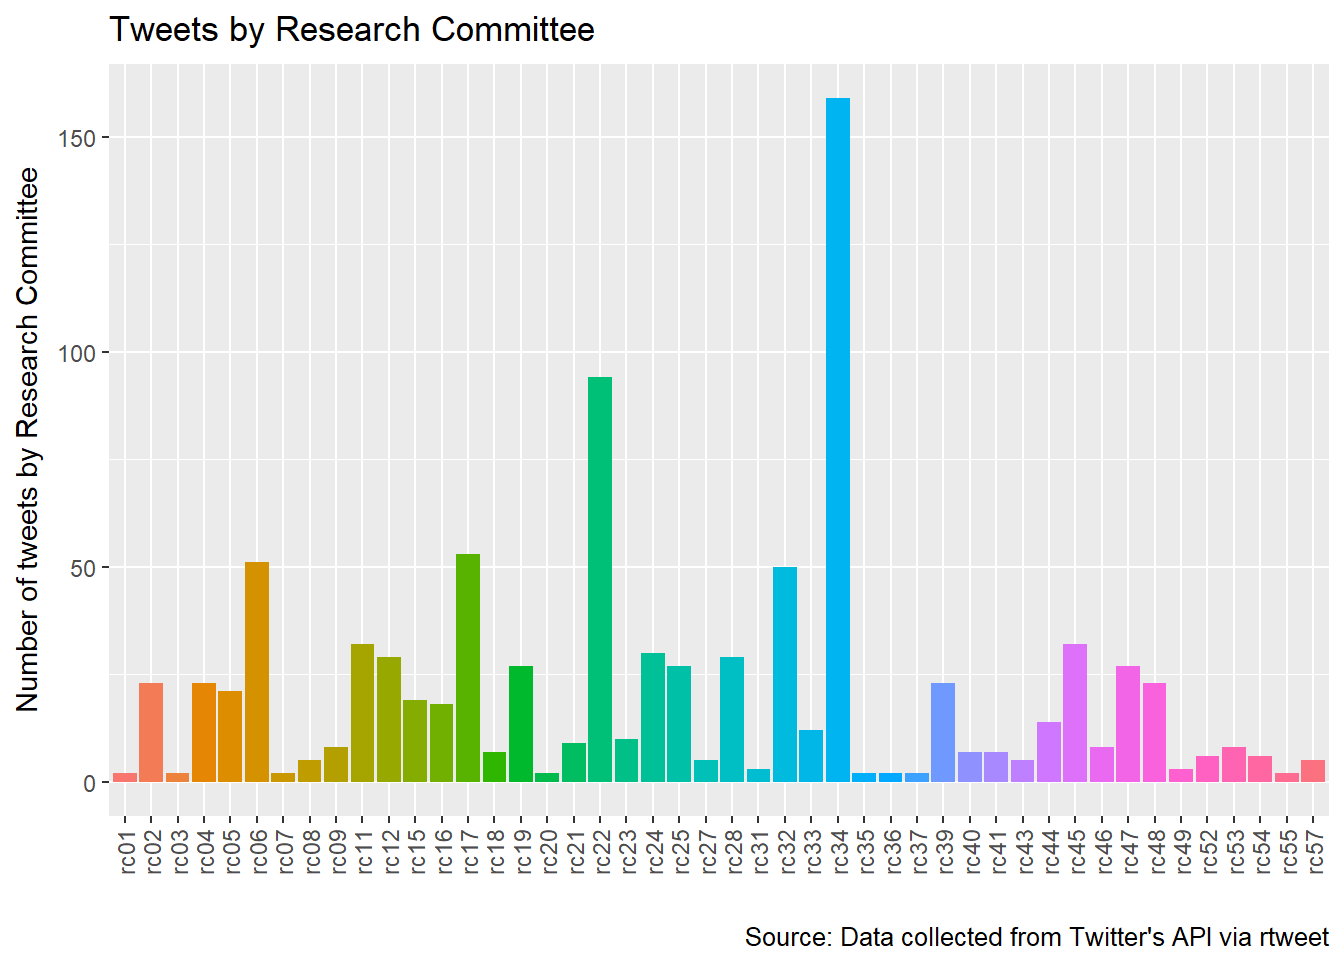 Tweets by Research Committee
Number of tweets by Research Committee
150
100
50
0
rc01 rc02 rc03 rc04 rc05 rc06 rc07 rc08 rc09 rc11 rc12 rc15 rc16 rc17 rc18 rc19 rc20 rc21 rc22 rc23 rc24 rc25 rc27 rc28 rc31 rc32 rc33 rc34 rc35 rc36 rc37 rc39 rc40 rc41 rc43 rc44 rc45 rc46 rc47 rc48 rc49 rc52 rc53 rc54 rc55 rc57
Source: Data collected from Twitter's API via rtweet